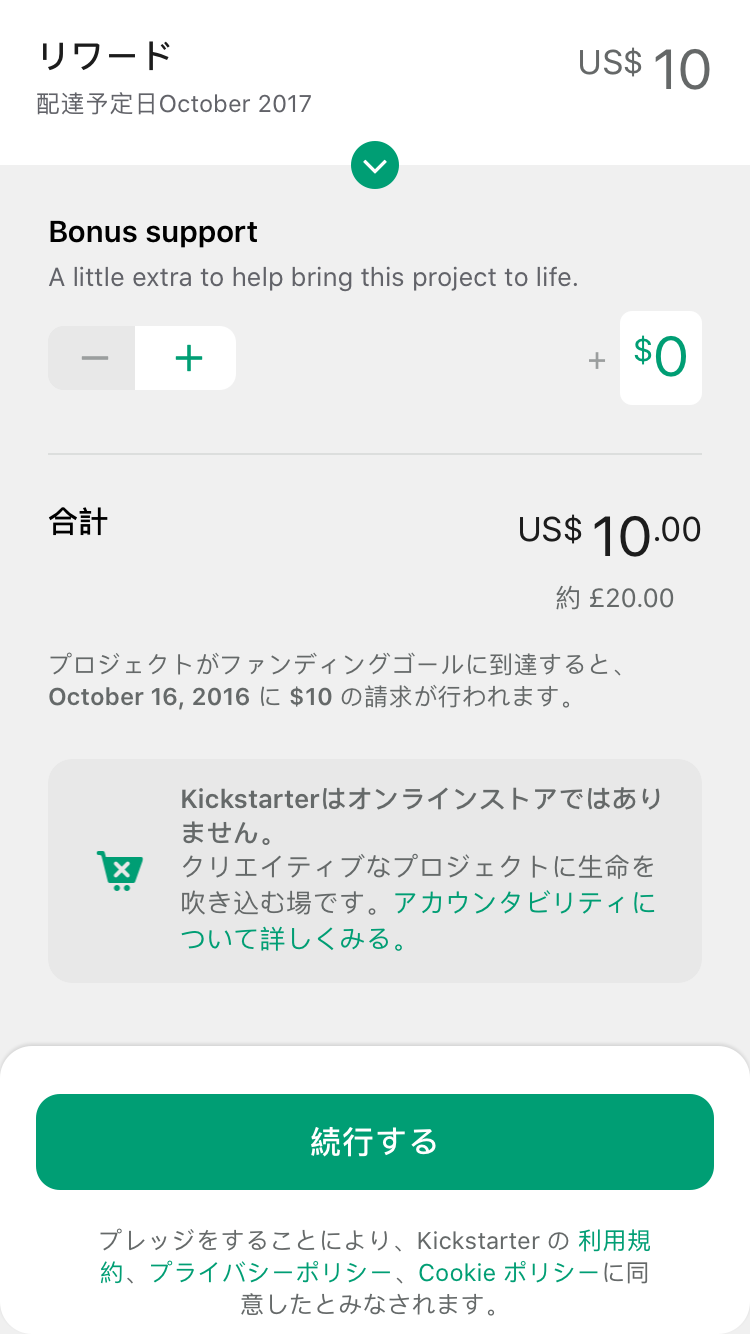 リワード
US$ 10
配達予定日October 2017
Bonus support
A little extra to help bring this project to life.
+ $0
合計
US$ 10.00
約 £20.00
プロジェクトがファンディングゴールに到達すると、
October 16, 2016 に $10 の請求が行われます。
Kickstarterはオンラインストアではあり
ません。
クリエイティブなプロジェクトに生命を
吹き込む場です。アカウンタビリティに
ついて詳しくみる。
続行する
プレッジをすることにより、Kickstarter の 利用規
約、プライバシーポリシー、Cookie ポリシーに同
意したとみなされます。